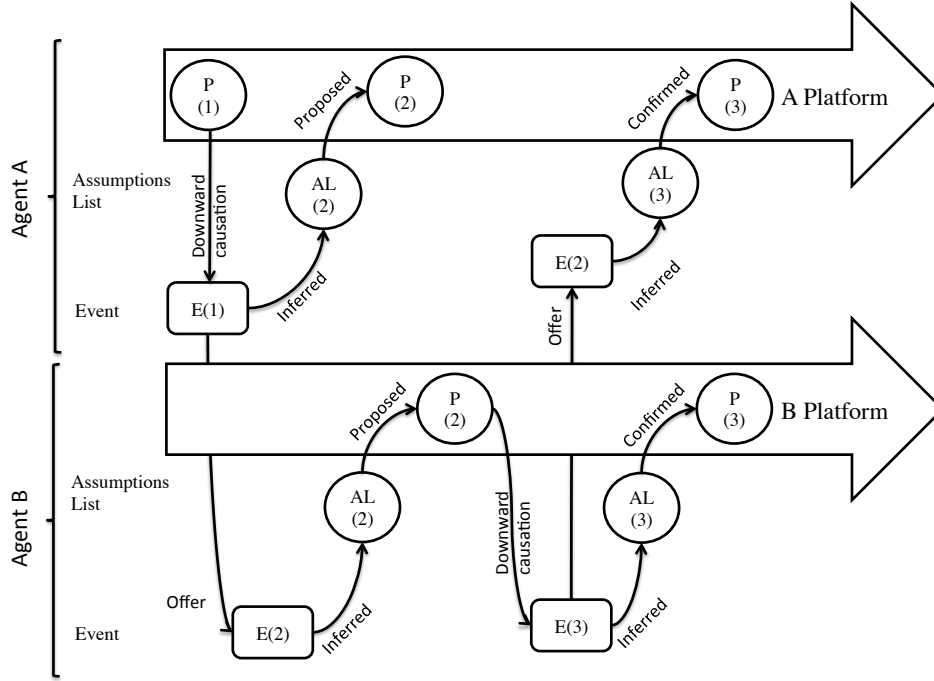 Agent A
Assumptions
List
Event
P
(1)
Downward
causation
E(1)
Inferred
AL
(2)
Proposed
P
(2)
Offer
E(2)
Inferred
AL
(3)
Confirmed
P
(3)
A Platform
Agent B
Assumptions
List
Event
Offer
E(2)
Inferred
AL
(2)
Proposed
P
(2)
Downward
causation
E(3)
Inferred
AL
(3)
Confirmed
P
(3)
B Platform